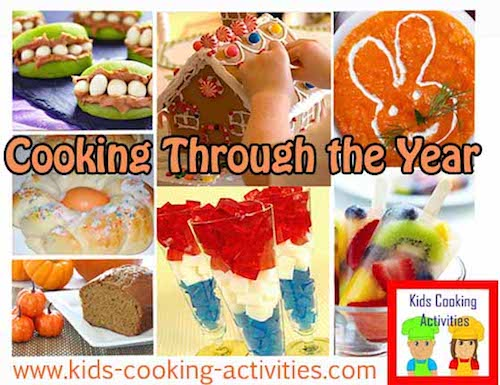 Cooking Through the Year
Kids Cooking
Activities
www.kids-cooking-activities.com